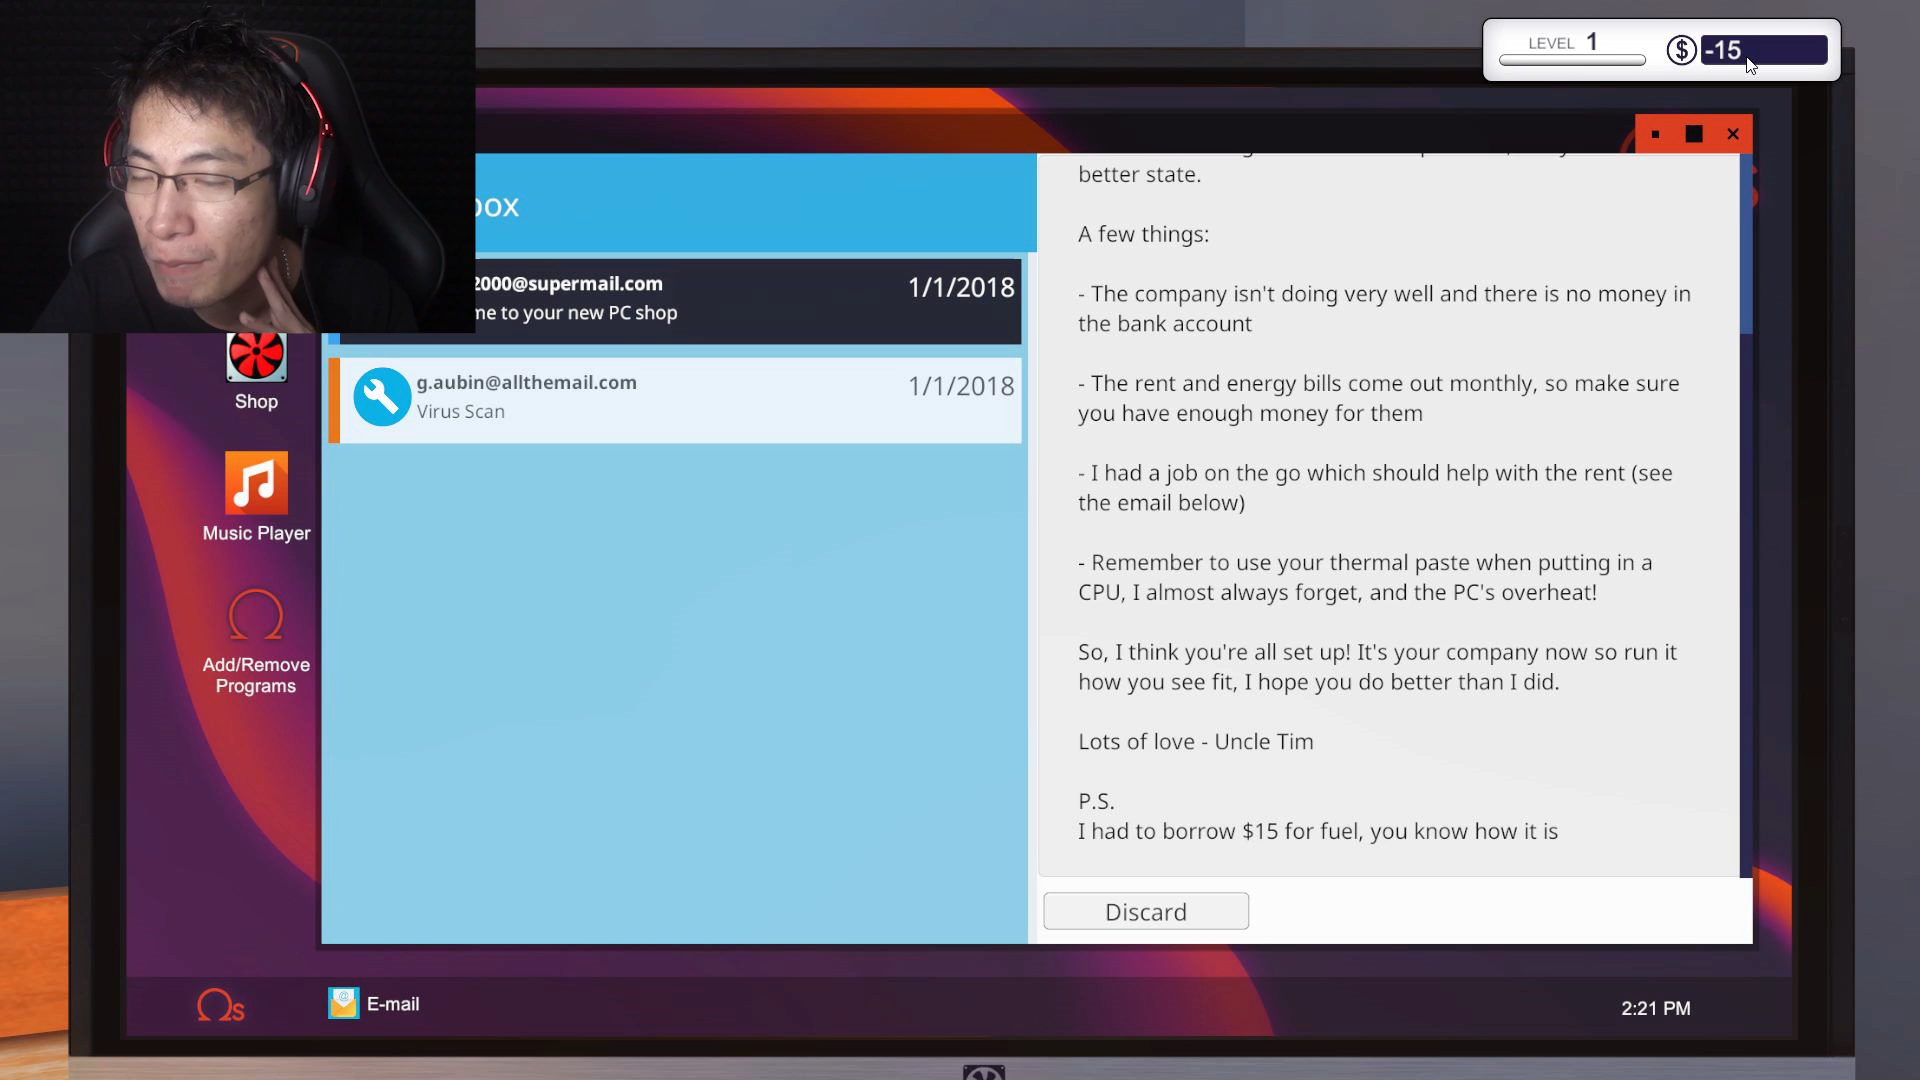 LEVEL 1
$ -15
box
2000@supermail.com 1/1/2018
me to your new PC shop
g.aubin@allthemail.com 1/1/2018
Virus Scan
Shop
Music Player
Add/Remove
Programs
better state.
A few things:
- The company isn't doing very well and there is no money in
the bank account
- The rent and energy bills come out monthly, so make sure
you have enough money for them
- I had a job on the go which should help with the rent (see
the email below)
- Remember to use your thermal paste when putting in a
CPU, I almost always forget, and the PC's overheat!
So, I think you're all set up! It's your company now so run it
how you see fit, I hope you do better than I did.
Lots of love - Uncle Tim
P.S.
I had to borrow $15 for fuel, you know how it is
Discard
Ωs
E-mail
2:21 PM